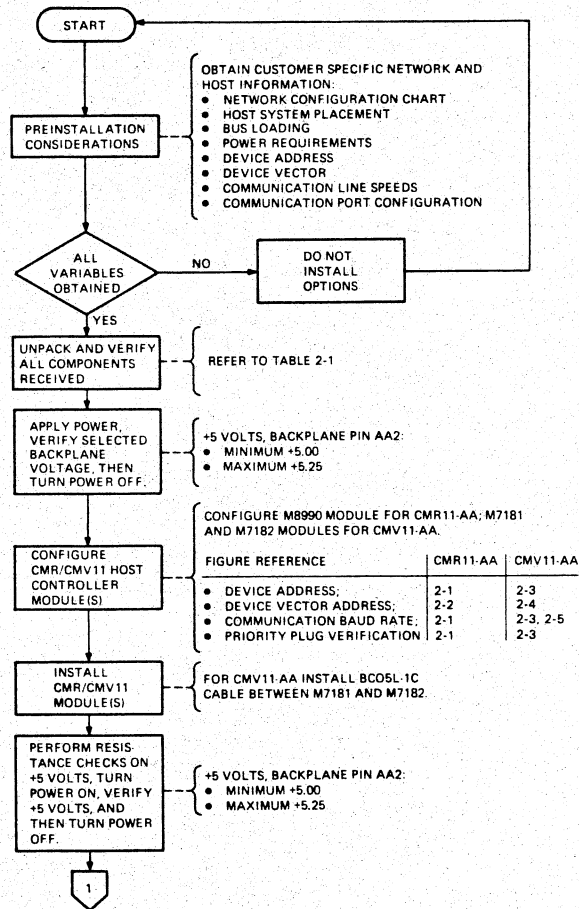 START
PREINSTALLATION
CONSIDERATIONS
OBTAIN CUSTOMER SPECIFIC NETWORK AND
HOST INFORMATION:
● NETWORK CONFIGURATION CHART
● HOST SYSTEM PLACEMENT
● BUS LOADING
● POWER REQUIREMENTS
● DEVICE ADDRESS
● DEVICE VECTOR
● COMMUNICATION LINE SPEEDS
● COMMUNICATION PORT CONFIGURATION
ALL
VARIABLES
OBTAINED
NO
DO NOT
INSTALL
OPTIONS
YES
UNPACK AND VERIFY
ALL COMPONENTS
RECEIVED
REFER TO TABLE 2-1
APPLY POWER,
VERIFY SELECTED
BACKPLANE
VOLTAGE, THEN
TURN POWER OFF.
+5 VOLTS, BACKPLANE PIN AA2:
● MINIMUM +5.00
● MAXIMUM +5.25
CONFIGURE
CMR/CMV11 HOST
CONTROLLER
MODULE(S)
CONFIGURE M8990 MODULE FOR CMR11-AA; M7181
AND M7182 MODULES FOR CMV11-AA.
FIGURE REFERENCE CMR11-AA CMV11-AA
● DEVICE ADDRESS; 2-1 2-3
● DEVICE VECTOR ADDRESS; 2-2 2-4
● COMMUNICATION BAUD RATE; 2-1 2-3, 2-5
● PRIORITY PLUG VERIFICATION 2-1 2-3
INSTALL
CMR/CMV11
MODULE(S)
FOR CMV11-AA INSTALL BC05L-1C
CABLE BETWEEN M7181 AND M7182.
PERFORM RESIS-
TANCE CHECKS ON
+5 VOLTS, TURN
POWER ON, VERIFY
+5 VOLTS, AND
THEN TURN POWER
OFF.
+5 VOLTS, BACKPLANE PIN AA2:
● MINIMUM +5.00
● MAXIMUM +5.25
1